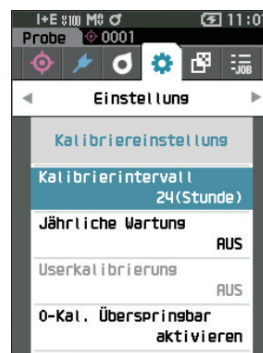 I+E 100 M0 11:0
Probe 0001
-JOB
Einstellung
Kalibriereinstellung
Kalibrierintervall
24(Stunde)
Jährliche Wartung
AUS
Userkalibrierung
AUS
0-Kal. Überspringbar
aktivieren